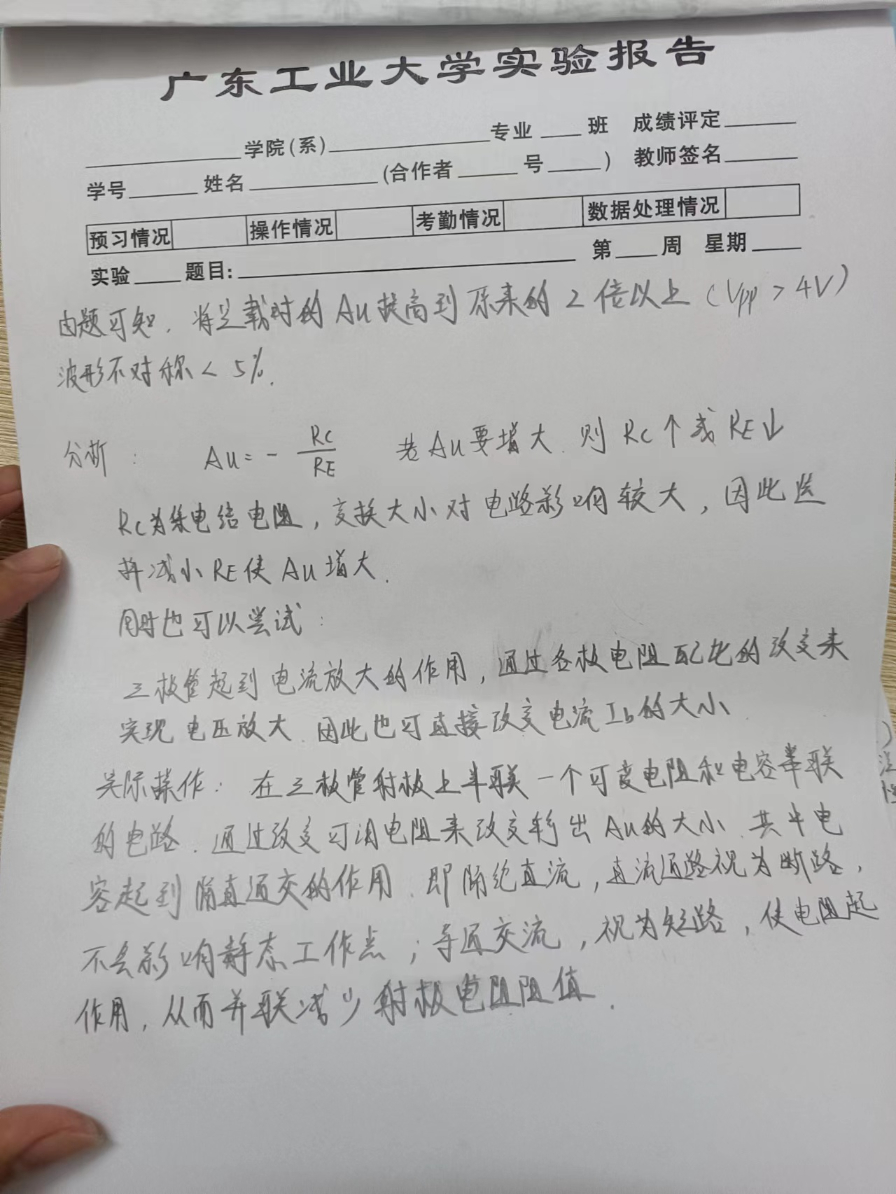 广东工业大学实验报告
学院(系) 专业 班 成绩评定
学号 姓名 (合作者 号 ) 教师签名
预习情况 操作情况 考勤情况 数据处理情况
实验 题目: 第 周 星期
由题可知,将空载时的Au提高到原来的2倍以上(Vpp>4V)
波形不对称<5%.
分析: Au=-RC/RE 若Au要增大.则RC个或RE↓
RC为集电结电阻,变换大小对电路影响较大,因此选
择减小RE使Au增大.
同时也可以尝试:
三极管起到电流放大的作用,通过各极电阻配比的改变来
实现电压放大.因此也可直接改变电流Ib的大小.
实际操作:在三极管射极上并联一个可变电阻和电容串联
的电路.通过改变可调电阻来改变输出Au的大小.其中电
容起到隔直通交的作用.即隔绝直流,直流通路视为断路,
不会影响静态工作点;导通交流,视为短路,使电阻起
作用,从而并联减少射极电阻阻值.